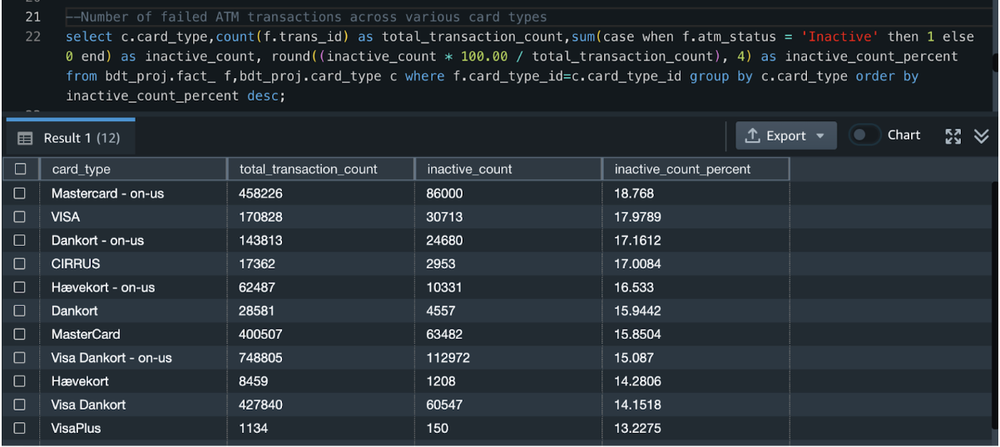 21 --Number of failed ATM transactions across various card types
22 select c.card_type,count(f.trans_id) as total_transaction_count,sum(case when f.atm_status = 'Inactive' then 1 else
0 end) as inactive_count, round((inactive_count * 100.00 / total_transaction_count), 4) as inactive_count_percent
from bdt_proj.fact_ f,bdt_proj.card_type c where f.card_type_id=c.card_type_id group by c.card_type order by
inactive_count_percent desc;
Result 1 (12) Export Chart
card_type total_transaction_count inactive_count inactive_count_percent
Mastercard - on-us 458226 86000 18.768
VISA 170828 30713 17.9789
Dankort - on-us 143813 24680 17.1612
CIRRUS 17362 2953 17.0084
Hævekort - on-us 62487 10331 16.533
Dankort 28581 4557 15.9442
MasterCard 400507 63482 15.8504
Visa Dankort - on-us 748805 112972 15.087
Hævekort 8459 1208 14.2806
Visa Dankort 427840 60547 14.1518
VisaPlus 1134 150 13.2275